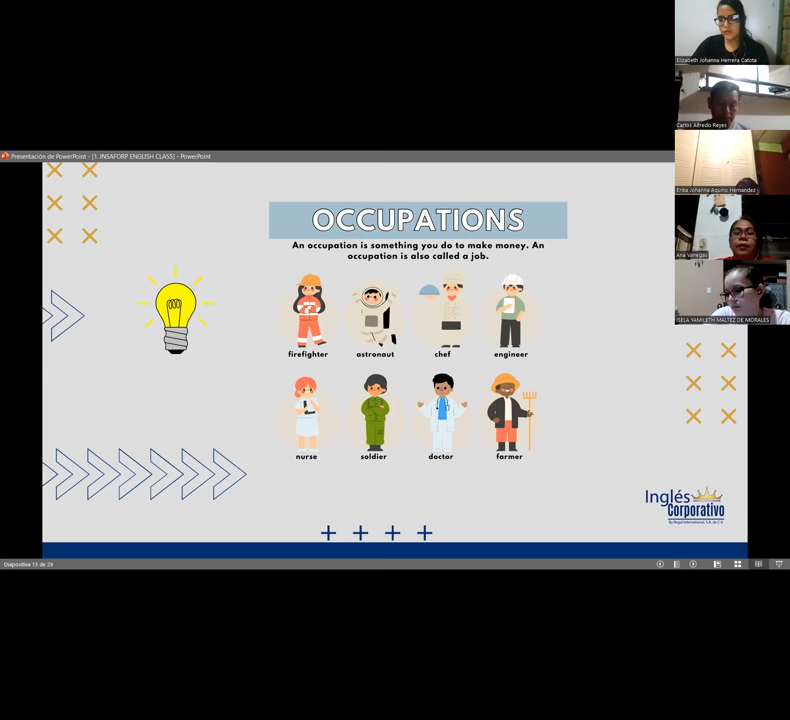 Presentación de PowerPoint - [1. INSAFORP ENGLISH CLASS] - PowerPoint
OCCUPATIONS
An occupation is something you do to make money. An
occupation is also called a job.
firefighter
astronaut
chef
engineer
nurse
soldier
doctor
farmer
Inglés
Corporativo
Diapositiva 13 de 29
Elizabeth Johanna Herrera Catota
Carlos Alfredo Reyes
Erika Johanna Aquino Hernandez
Ana Vanegas
ISELA YAMILETH MALTEZ DE MORALES